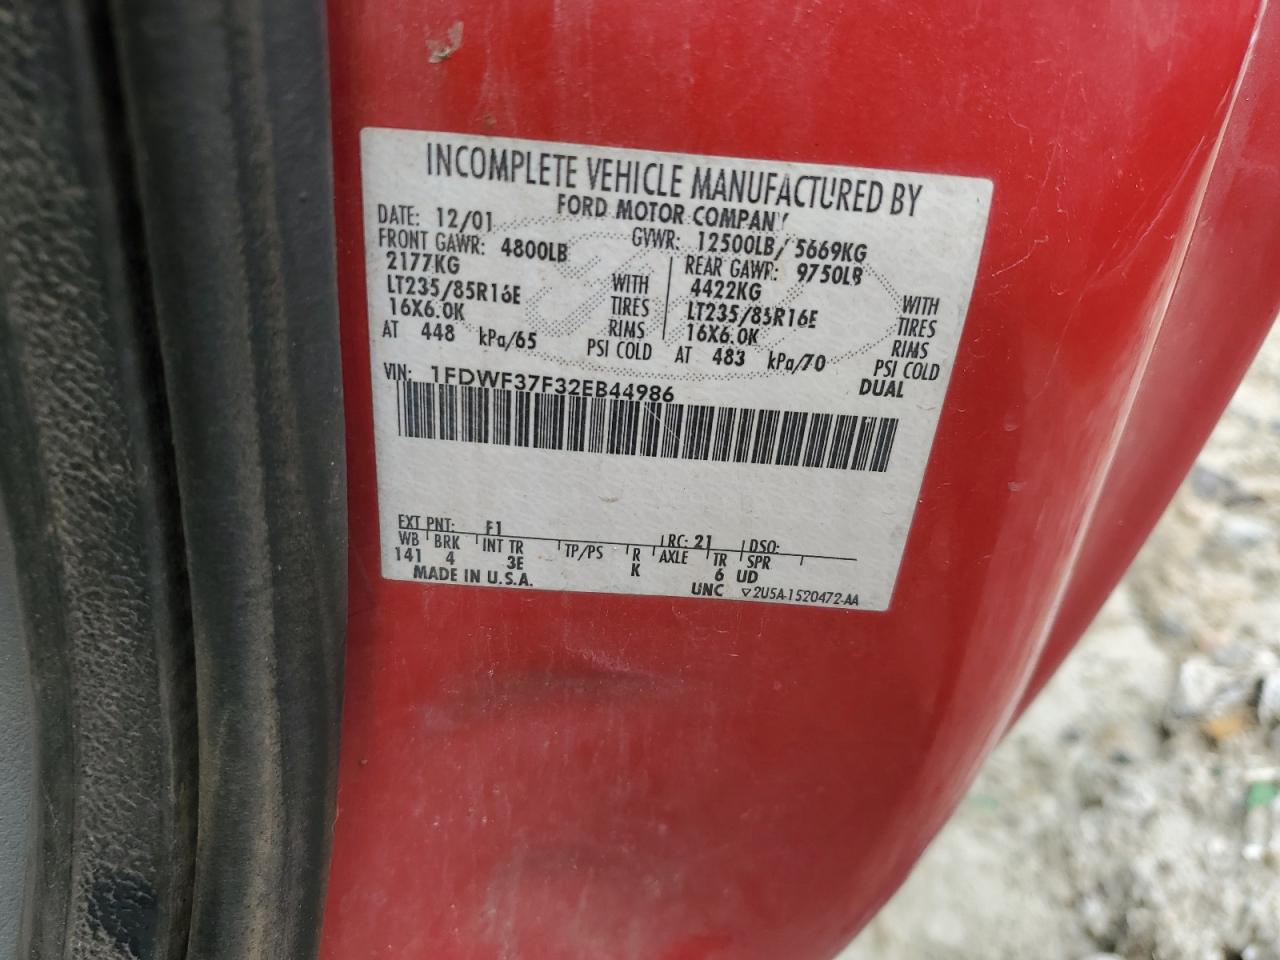 INCOMPLETE VEHICLE MANUFACTURED BY
FORD MOTOR COMPANY
DATE: 12/01 GVWR: 12500LB/ 5669KG
FRONT GAWR: 4800LB REAR GAWR: 9750LB
2177KG WITH 4422KG WITH
LT235/85R16E TIRES LT235/85R16E TIRES
16X6.0K RIMS 16X6.0K RIMS
AT 448 kPa/65 PSI COLD AT 483 kPa/70 PSI COLD
DUAL
VIN: 1FDWF37F32EB44986
EXT PNT: F1 RC: 21 DSO:
WB BRK INT TR TP/PS R AXLE TR SPR
141 4 3E K 6 UD
MADE IN U.S.A. UNC ▽2U5A-1520472-AA